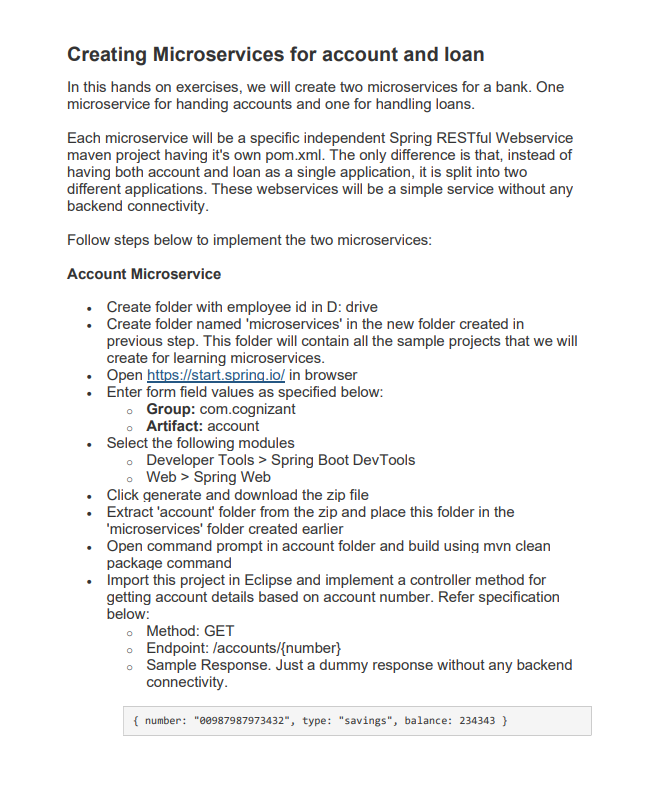 Creating Microservices for account and loan
In this hands on exercises, we will create two microservices for a bank. One
microservice for handing accounts and one for handling loans.
Each microservice will be a specific independent Spring RESTful Webservice
maven project having it's own pom.xml. The only difference is that, instead of
having both account and loan as a single application, it is split into two
different applications. These webservices will be a simple service without any
backend connectivity.
Follow steps below to implement the two microservices:
Account Microservice
• Create folder with employee id in D: drive
• Create folder named 'microservices' in the new folder created in
previous step. This folder will contain all the sample projects that we will
create for learning microservices.
• Open https://start.spring.io/ in browser
• Enter form field values as specified below:
o Group: com.cognizant
o Artifact: account
• Select the following modules
o Developer Tools > Spring Boot DevTools
o Web > Spring Web
• Click generate and download the zip file
• Extract 'account' folder from the zip and place this folder in the
'microservices' folder created earlier
• Open command prompt in account folder and build using mvn clean
package command
• Import this project in Eclipse and implement a controller method for
getting account details based on account number. Refer specification
below:
o Method: GET
o Endpoint: /accounts/{number}
o Sample Response. Just a dummy response without any backend
connectivity.
{ number: "00987987973432", type: "savings", balance: 234343 }